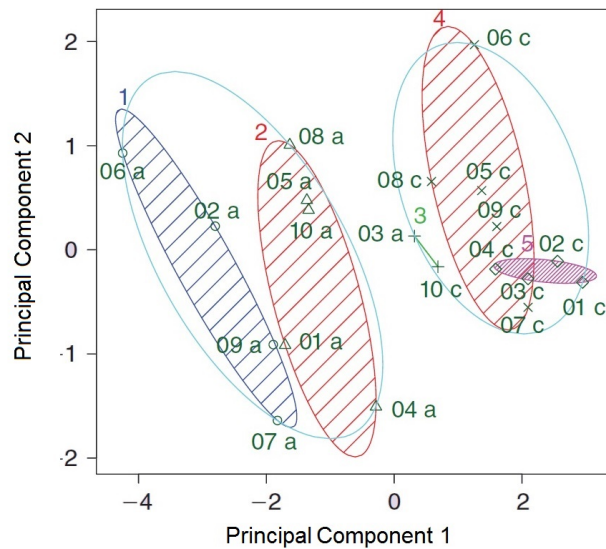 4
2
06 c
1
1
2
08 a
06 a
05 a
08 c
05 c
02 a
10 a
3
09 c
03 a
04 c
5
02 c
0
10 c
03 c
01 c
07 c
09 a
01 a
-1
04 a
07 a
-2
−4
−2
0
2
Principal Component 1
Principal Component 2